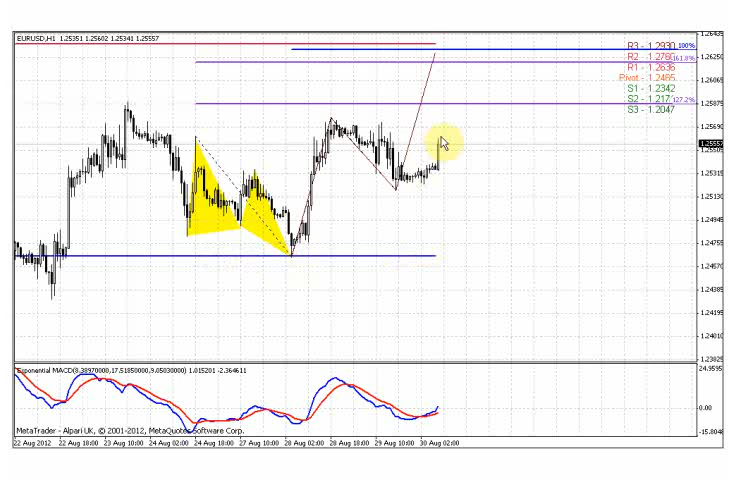 EURUSD,H1 1.25351 1.25602 1.25341 1.25557
R3 - 1.2930
100%
R2 - 1.2760
161.8%
R1 - 1.2636
Pivot - 1.2465
S1 - 1.2342
S2 - 1.217
127.2%
S3 - 1.2047
1.26435
1.26250
1.26065
1.25875
1.25690
1.25557
1.25505
1.25315
1.25130
1.24945
1.24755
1.24570
1.24385
1.24195
1.24010
1.23825
Exponential MACD(8.38970000,17.51850000,9.05030000) 1.015201 -2.364611
24.9595
0.00
-15.8048
MetaTrader - Alpari UK, © 2001-2012, MetaQuotes Software Corp.
22 Aug 2012
22 Aug 18:00
23 Aug 10:00
24 Aug 02:00
24 Aug 18:00
27 Aug 10:00
28 Aug 02:00
28 Aug 18:00
29 Aug 10:00
30 Aug 02:00